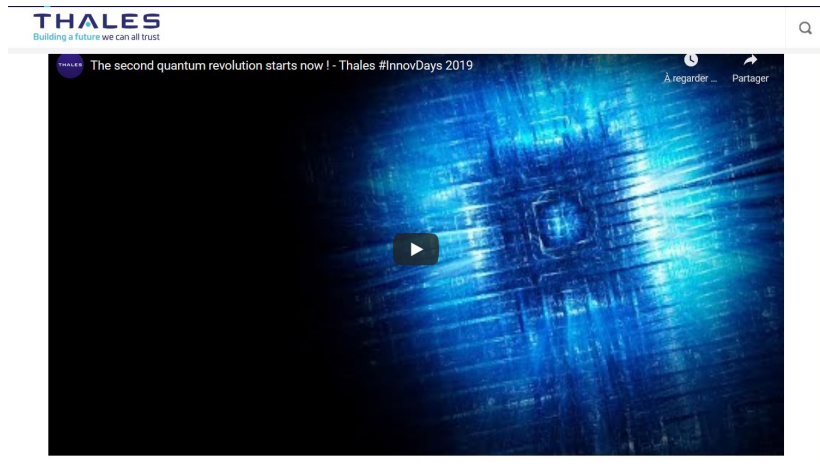 THALES
Building a future we can all trust
THALES
The second quantum revolution starts now ! - Thales #InnovDays 2019
À regarder ...
Partager